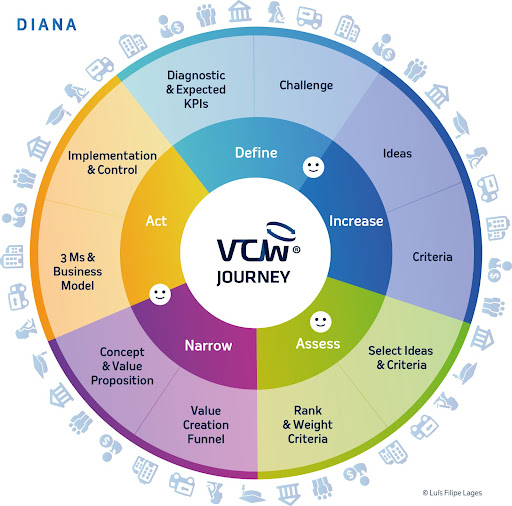 DIANA
Diagnostic
& Expected
KPIs
Challenge
Ideas
Criteria
Select Ideas
& Criteria
Rank
& Weight
Criteria
Value
Creation
Funnel
Concept
& Value
Proposition
3 Ms &
Business
Model
Implementation
& Control
Define
Increase
Assess
Narrow
Act
VCW®
JOURNEY
© Luís Filipe Lages